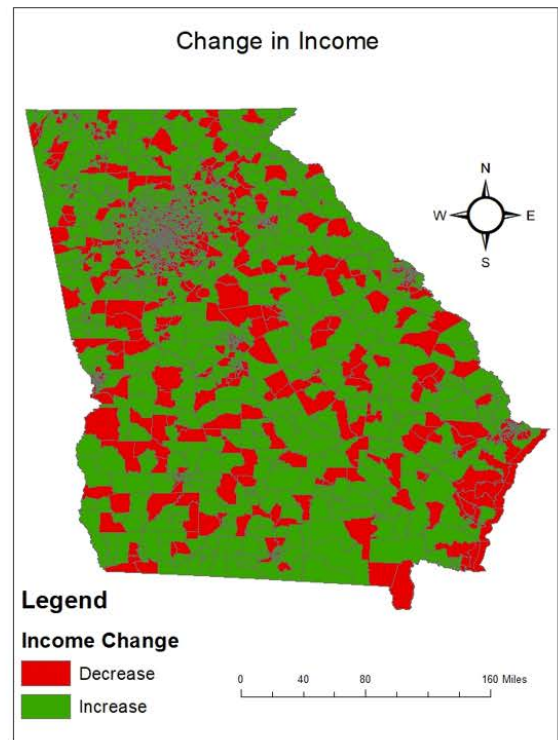 Change in Income
N
W E
S
Legend
Income Change
Decrease
Increase
0 40 80 160 Miles